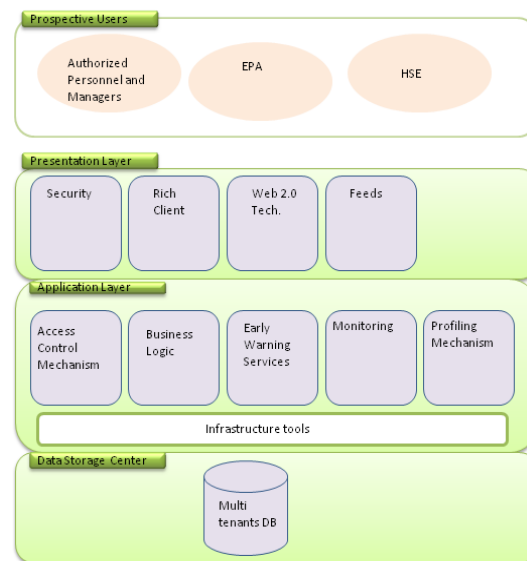 Prospective Users
Authorized
Personnel and
Managers
EPA
HSE
Presentation Layer
Security
Rich
Client
Web 2.0
Tech.
Feeds
Application Layer
Access
Control
Mechanism
Business
Logic
Early
Warning
Services
Monitoring
Profiling
Mechanism
Infrastructure tools
Data Storage Center
Multi
tenants DB